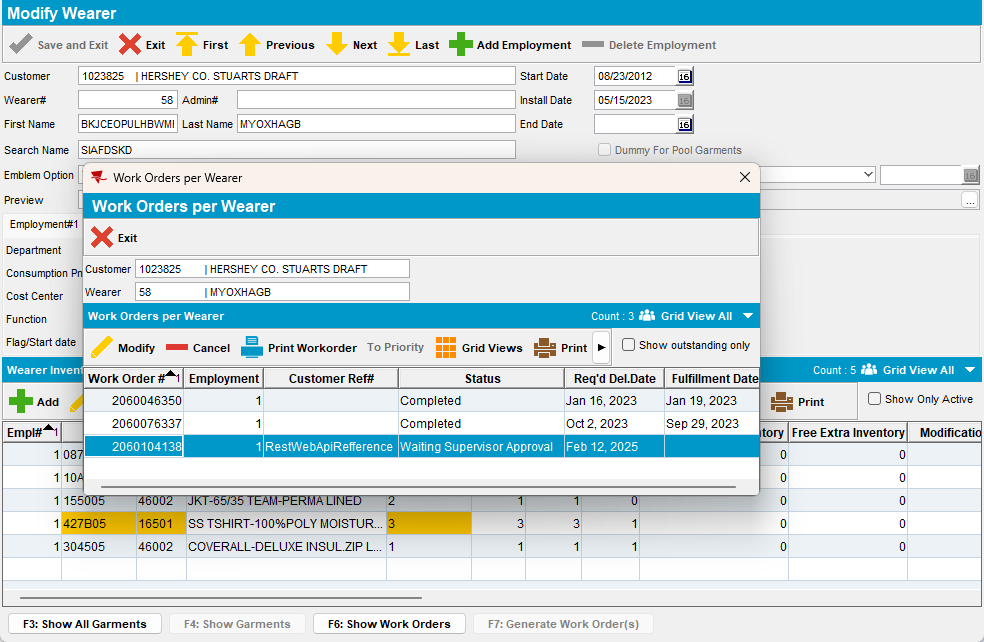 Modify Wearer
Save and Exit Exit First Previous Next Last Add Employment Delete Employment
Customer 1023825 | HERSHEY CO. STUARTS DRAFT Start Date 08/23/2012 16
Wearer# 58 Admin# Install Date 05/15/2023 16
First Name BKJCEOPULHBWMI Last Name MYOXHAGB End Date 16
Search Name SIAFDSKD Dummy For Pool Garments
Emblem Option 16
Preview ...
Employment#1
Department
Consumption
Cost Center
Function
Flag/Start date
Work Orders per Wearer
Work Orders per Wearer
Exit
Customer 1023825 | HERSHEY CO. STUARTS DRAFT
Wearer 58 | MYOXHAGB
Work Orders per Wearer Count : 3 Grid View All
Modify Cancel Print Workorder To Priority Grid Views Print Show outstanding only
Work Order # 1 Employment Customer Ref# Status Req'd Del.Date Fulfillment Date
2060046350 1 Completed Jan 16, 2023 Jan 19, 2023
2060076337 1 Completed Oct 2, 2023 Sep 29, 2023
2060104138 1 RestWebApiRefference Waiting Supervisor Approval Feb 12, 2025
Wearer Inven Count : 5 Grid View All
Add Print Show Only Active
Empl# 1 tory Free Extra Inventory Modificatio
1 087 0 0
1 10A 0 0
1 155005 46002 JKT-65/35 TEAM-PERMA LINED 2 1 1 0 0 0
1 427B05 16501 SS TSHIRT-100%POLY MOISTUR... 3 3 3 1 0 0
1 304505 46002 COVERALL-DELUXE INSUL.ZIP L... 1 1 1 1 0 0
F3: Show All Garments F4: Show Garments F6: Show Work Orders F7: Generate Work Order(s)